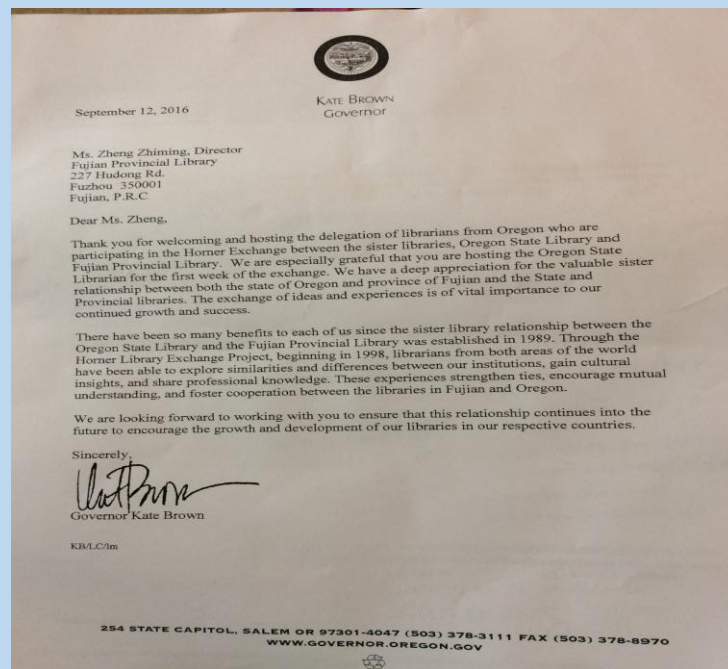 KATE BROWN
Governor
September 12, 2016
Ms. Zheng Zhiming, Director
Fujian Provincial Library
227 Hudong Rd.
Fuzhou 350001
Fujian, P.R.C
Dear Ms. Zheng,
Thank you for welcoming and hosting the delegation of librarians from Oregon who are
participating in the Horner Exchange between the sister libraries, Oregon State Library and
Fujian Provincial Library. We are especially grateful that you are hosting the Oregon State
Librarian for the first week of the exchange. We have a deep appreciation for the valuable sister
relationship between both the state of Oregon and province of Fujian and the State and
Provincial libraries. The exchange of ideas and experiences is of vital importance to our
continued growth and success.
There have been so many benefits to each of us since the sister library relationship between the
Oregon State Library and the Fujian Provincial Library was established in 1989. Through the
Horner Library Exchange Project, beginning in 1998, librarians from both areas of the world
have been able to explore similarities and differences between our institutions, gain cultural
insights, and share professional knowledge. These experiences strengthen ties, encourage mutual
understanding, and foster cooperation between the libraries in Fujian and Oregon.
We are looking forward to working with you to ensure that this relationship continues into the
future to encourage the growth and development of our libraries in our respective countries.
Sincerely,
Governor Kate Brown
KB/LC/lm
254 STATE CAPITOL, SALEM OR 97301-4047 (503) 378-3111 FAX (503) 378-8970
WWW.GOVERNOR.OREGON.GOV